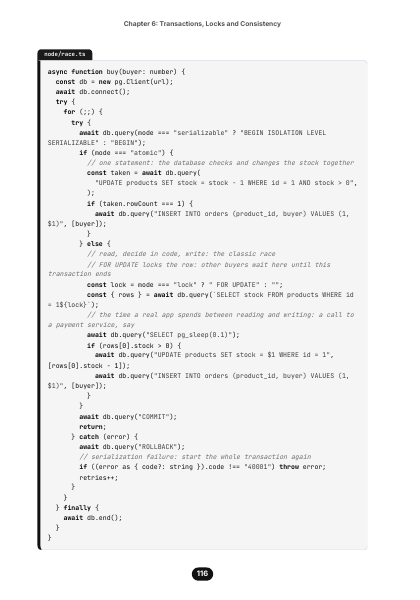 Chapter 6: Transactions, Locks and Consistency
node/race.ts
async function buy(buyer: number) {
  const db = new pg.Client(url);
  await db.connect();
  try {
    for (;;) {
      try {
        await db.query(mode === "serializable" ? "BEGIN ISOLATION LEVEL
SERIALIZABLE" : "BEGIN");
        if (mode === "atomic") {
          // one statement: the database checks and changes the stock together
          const taken = await db.query(
            "UPDATE products SET stock = stock - 1 WHERE id = 1 AND stock > 0",
          );
          if (taken.rowCount === 1) {
            await db.query("INSERT INTO orders (product_id, buyer) VALUES (1,
$1)", [buyer]);
          }
        } else {
          // read, decide in code, write: the classic race
          // FOR UPDATE locks the row: other buyers wait here until this
transaction ends
          const lock = mode === "lock" ? " FOR UPDATE" : "";
          const { rows } = await db.query(`SELECT stock FROM products WHERE id
= 1${lock}`);
          // the time a real app spends between reading and writing: a call to
a payment service, say
          await db.query("SELECT pg_sleep(0.1)");
          if (rows[0].stock > 0) {
            await db.query("UPDATE products SET stock = $1 WHERE id = 1",
[rows[0].stock - 1]);
            await db.query("INSERT INTO orders (product_id, buyer) VALUES (1,
$1)", [buyer]);
          }
        }
        await db.query("COMMIT");
        return;
      } catch (error) {
        await db.query("ROLLBACK");
        // serialization failure: start the whole transaction again
        if ((error as { code?: string }).code !== "40001") throw error;
        retries++;
      }
    }
  } finally {
    await db.end();
  }
}
116